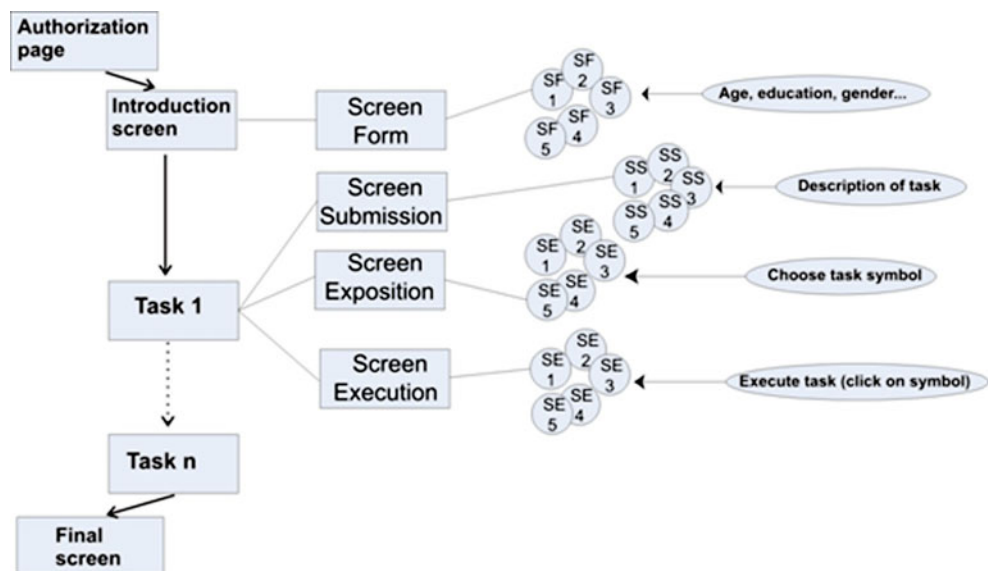 Authorization
page
Introduction
screen
Screen
Form
SF
1
SF
2
SF
3
SF
4
SF
5
Age, education, gender...
Screen
Submission
SS
1
SS
2
SS
3
SS
4
SS
5
Description of task
Task 1
Screen
Exposition
SE
1
SE
2
SE
3
SE
4
SE
5
Choose task symbol
Screen
Execution
SE
1
SE
2
SE
3
SE
4
SE
5
Execute task (click on symbol)
Task n
Final
screen